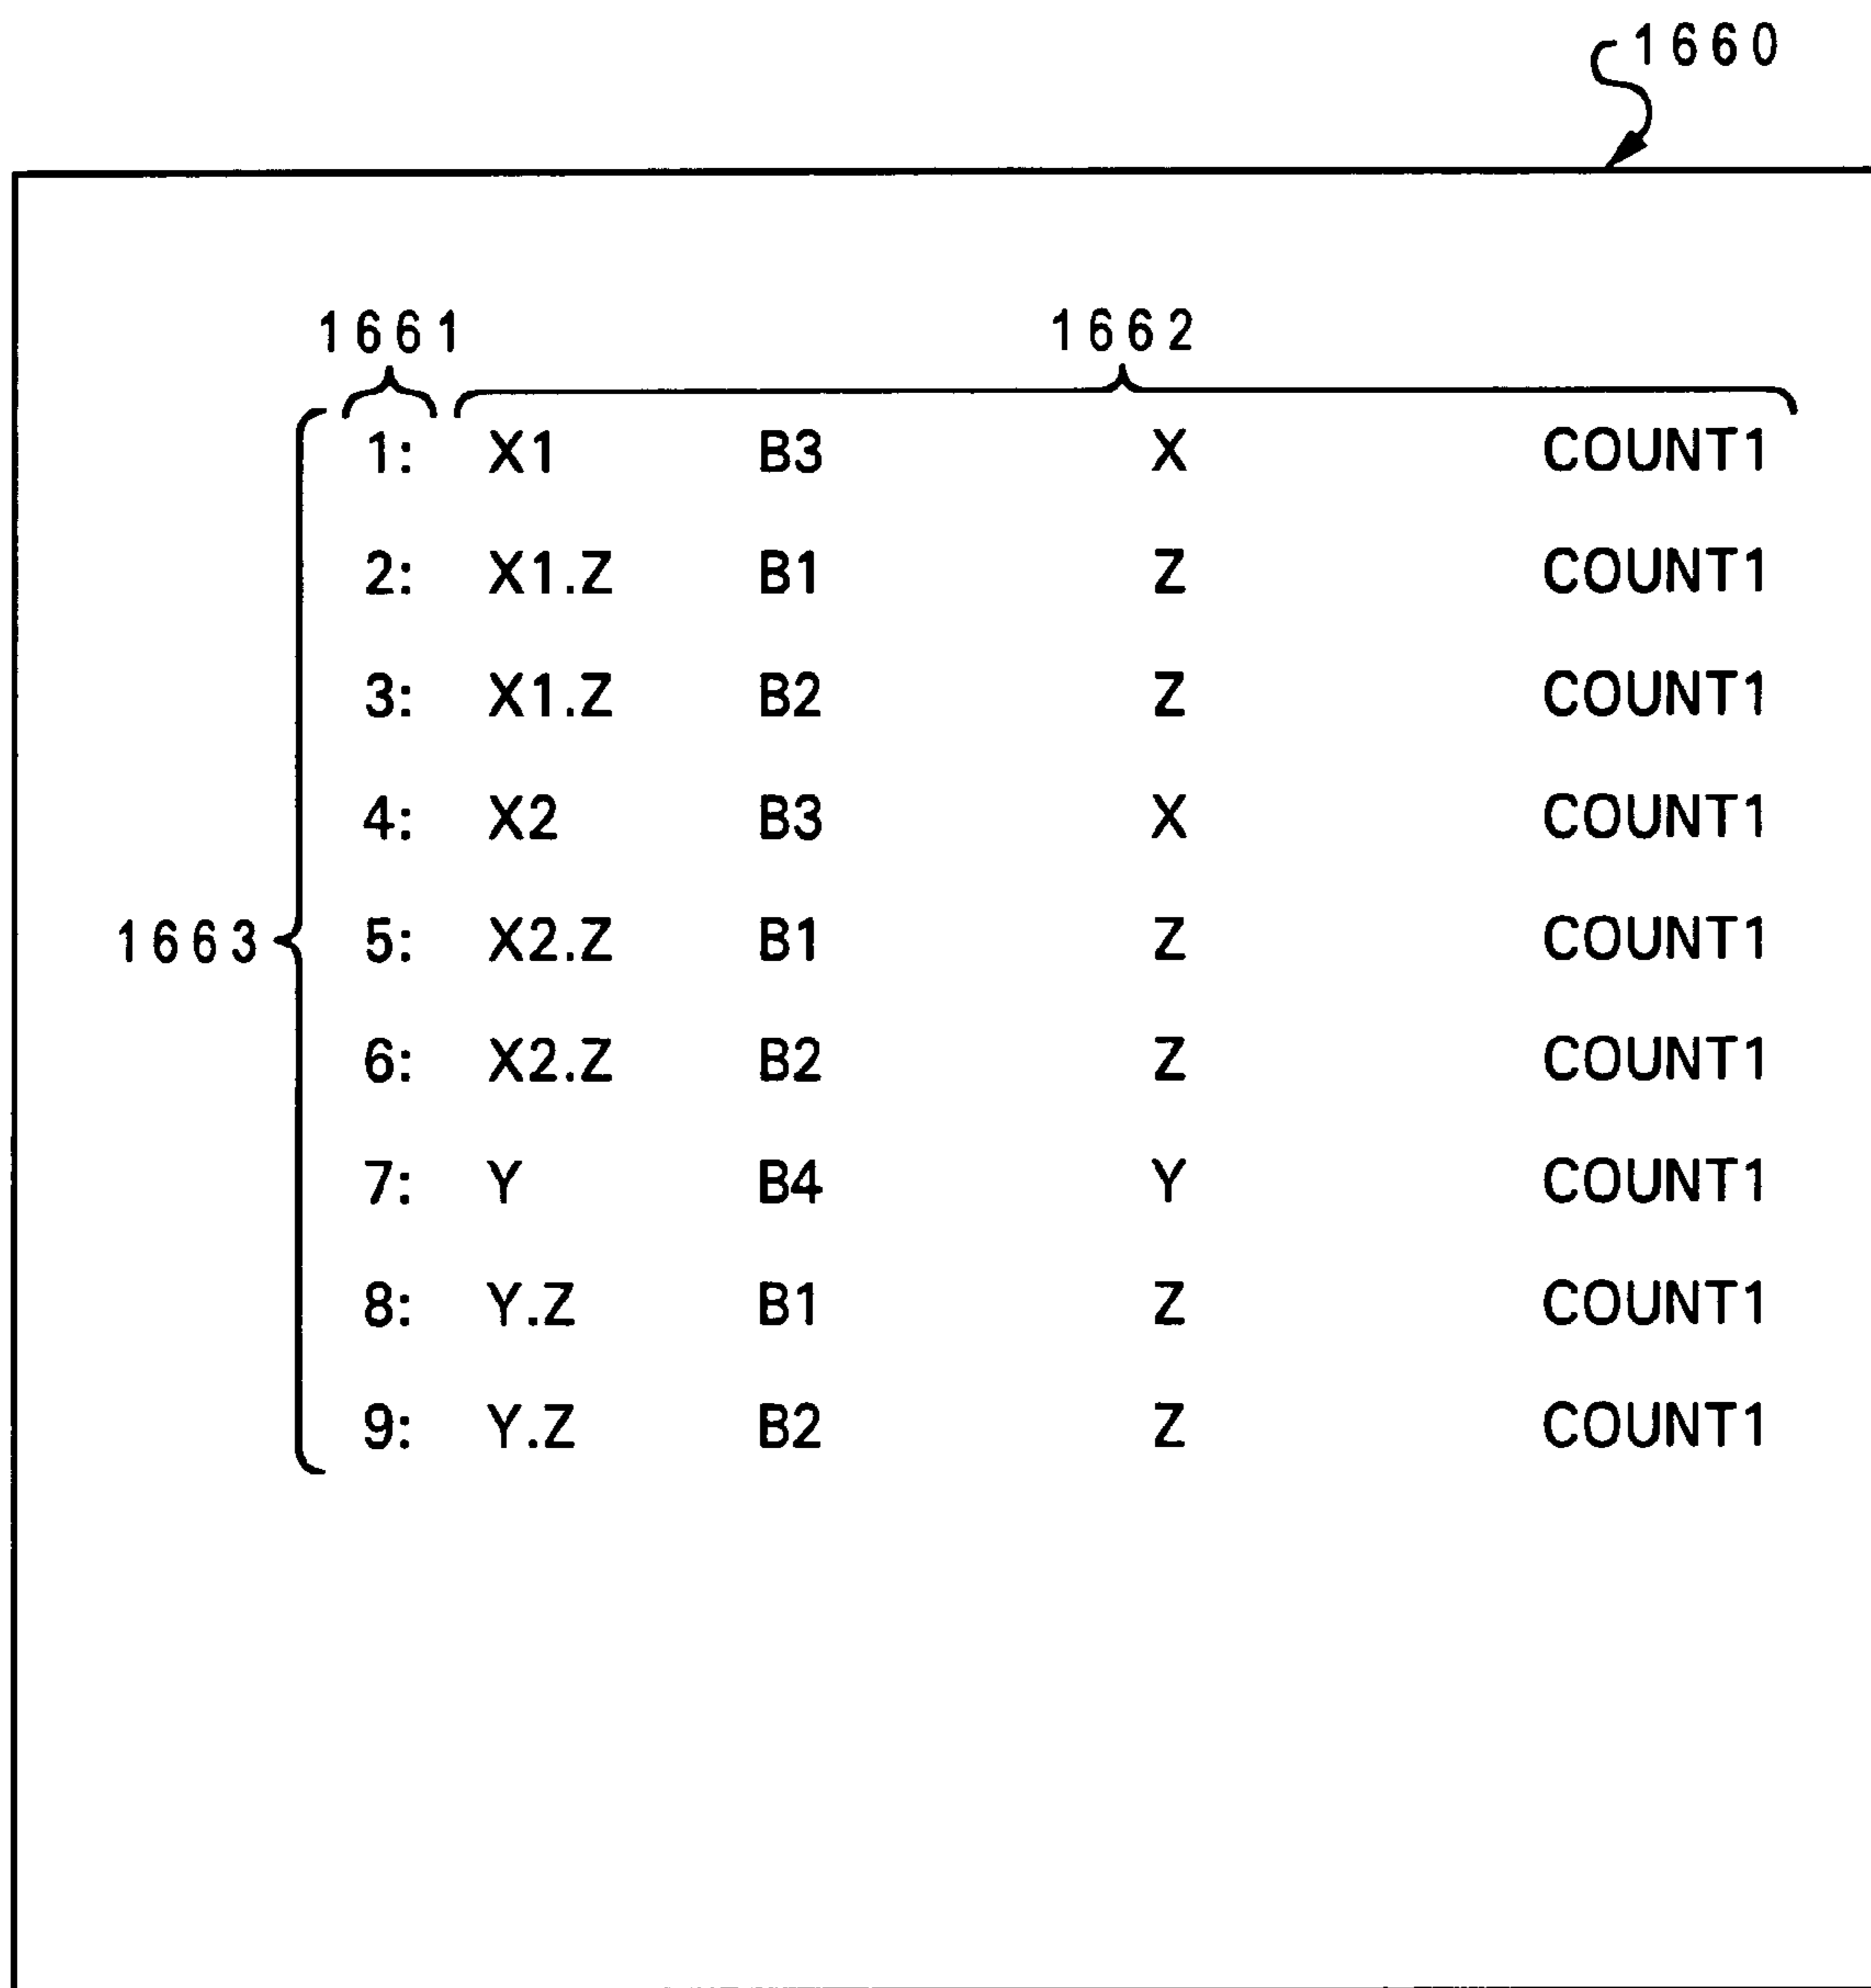 1660
1661 1662
1: X1 B3 X COUNT1
2: X1.Z B1 Z COUNT1
3: X1.Z B2 Z COUNT1
4: X2 B3 X COUNT1
1663 5: X2.Z B1 Z COUNT1
6: X2.Z B2 Z COUNT1
7: Y B4 Y COUNT1
8: Y.Z B1 Z COUNT1
9: Y.Z B2 Z COUNT1